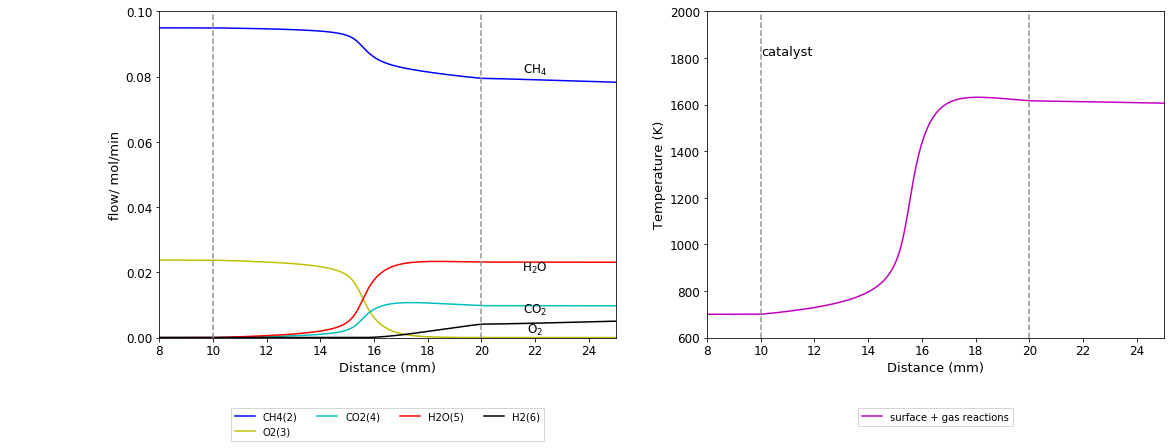 0.10
0.08
0.06
0.04
0.02
0.00
flow/ mol/min
CH4
H2O
CO2
O2
8 10 12 14 16 18 20 22 24
Distance (mm)
CH4(2) CO2(4) H2O(5) H2(6)
O2(3)
2000
1800
1600
1400
1200
1000
800
600
Temperature (K)
catalyst
8 10 12 14 16 18 20 22 24
Distance (mm)
surface + gas reactions